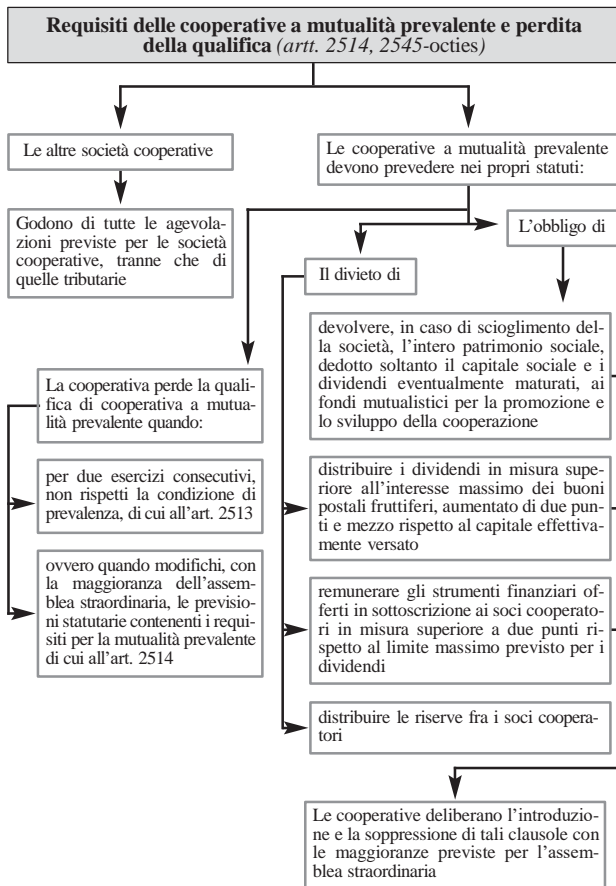 Requisiti delle cooperative a mutualità prevalente e perdita
della qualifica (artt. 2514, 2545-octies)
Le altre società cooperative
Godono di tutte le agevola-
zioni previste per le società
cooperative, tranne che di
quelle tributarie
Le cooperative a mutualità prevalente
devono prevedere nei propri statuti:
L'obbligo di
devolvere, in caso di scioglimento del-
la società, l'intero patrimonio sociale,
dedotto soltanto il capitale sociale e i
dividendi eventualmente maturati, ai
fondi mutualistici per la promozione e
lo sviluppo della cooperazione
Il divieto di
distribuire i dividendi in misura supe-
riore all'interesse massimo dei buoni
postali fruttiferi, aumentato di due pun-
ti e mezzo rispetto al capitale effettiva-
mente versato
remunerare gli strumenti finanziari of-
ferti in sottoscrizione ai soci cooperato-
ri in misura superiore a due punti ri-
spetto al limite massimo previsto per i
dividendi
distribuire le riserve fra i soci coopera-
tori
La cooperativa perde la quali-
fica di cooperativa a mutua-
lità prevalente quando:
per due esercizi consecutivi,
non rispetti la condizione di
prevalenza, di cui all'art. 2513
ovvero quando modifichi, con
la maggioranza dell'assem-
blea straordinaria, le previsio-
ni statutarie contenenti i requi-
siti per la mutualità prevalente
di cui all'art. 2514
Le cooperative deliberano l'introduzio-
ne e la soppressione di tali clausole con
le maggioranze previste per l'assem-
blea straordinaria